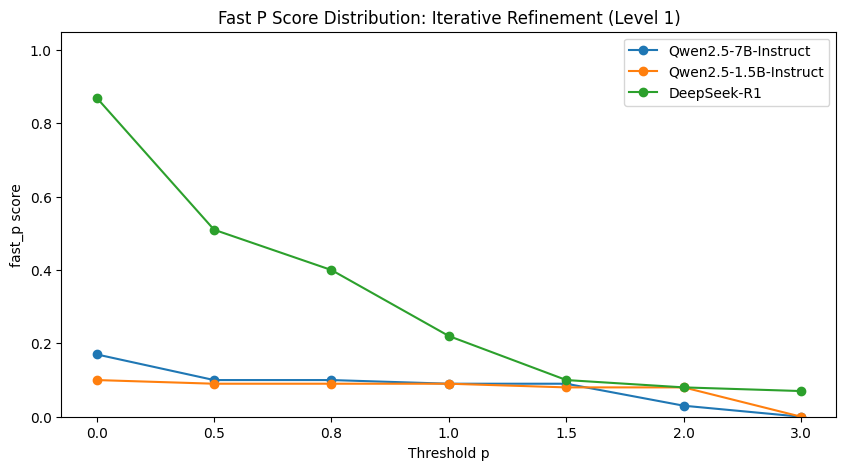 Fast P Score Distribution: Iterative Refinement (Level 1)
Qwen2.5-7B-Instruct
Qwen2.5-1.5B-Instruct
DeepSeek-R1
fast_p score
1.0
0.8
0.6
0.4
0.2
0.0
0.0 0.5 0.8 1.0 1.5 2.0 3.0
Threshold p